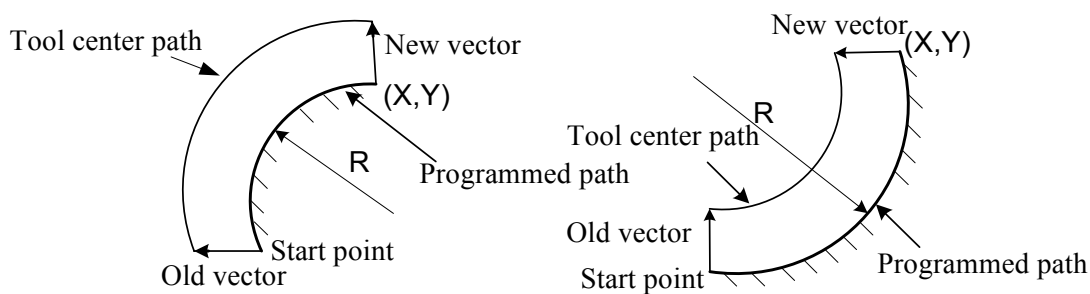 Tool center path
New vector
(X,Y)
R
Programmed path
Start point
Old vector
New vector
(X,Y)
R
Tool center path
Old vector
Start point
Programmed path